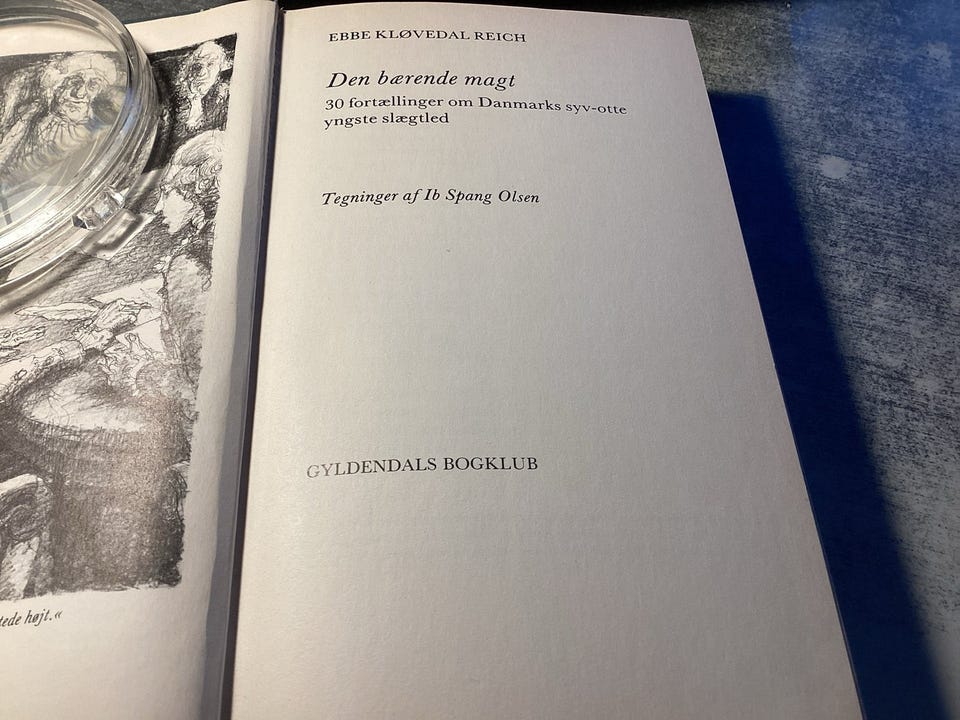 EBBE KLØVEDAL REICH
Den bærende magt
30 fortællinger om Danmarks syv-otte
yngste slægtled
Tegninger af Ib Spang Olsen
GYLDENDALS BOGKLUB
højt.«